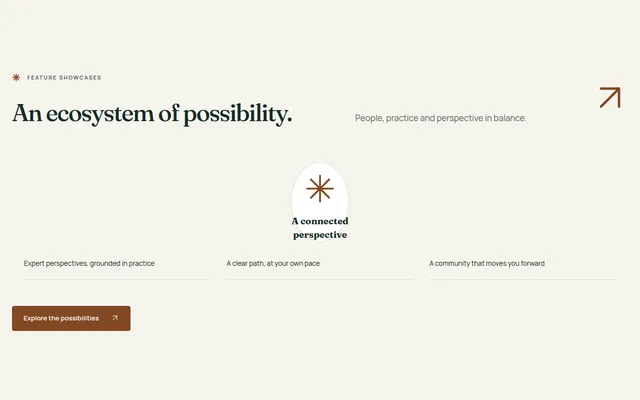 FEATURE SHOWCASES
An ecosystem of possibility.
People, practice and perspective in balance.
A connected
perspective
Expert perspectives, grounded in practice
A clear path, at your own pace
A community that moves you forward
Explore the possibilities